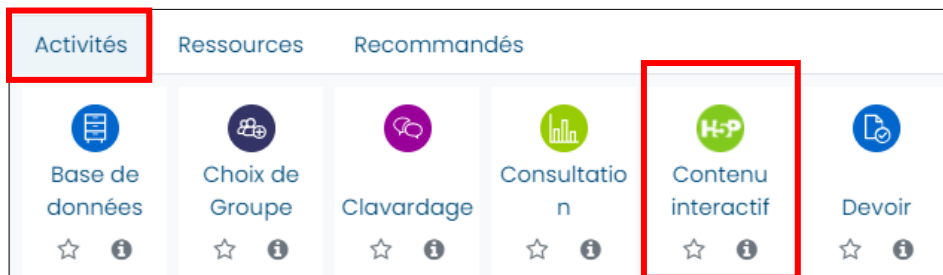 Activités Ressources Recommandés
H5P
Base de données
Choix de Groupe
Clavardage
Consultatio
n
Contenu interactif
Devoir